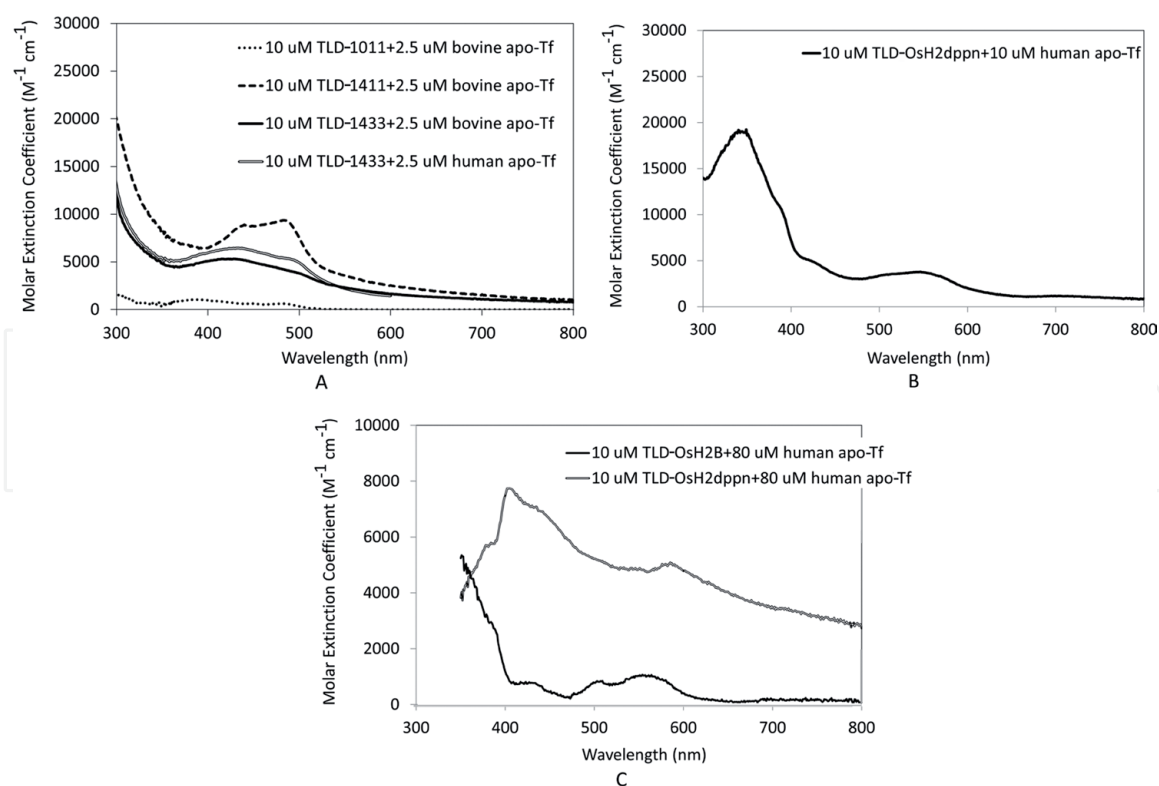 30000
25000
20000
15000
10000
5000
0
Molar Extinction Coefficient (M⁻¹ cm⁻¹)
10 uM TLD-1011+2.5 uM bovine apo-Tf
10 uM TLD-1411+2.5 uM bovine apo-Tf
10 uM TLD-1433+2.5 uM bovine apo-Tf
10 uM TLD-1433+2.5 uM human apo-Tf
300 400 500 600 700 800
Wavelength (nm)
A
30000
25000
20000
15000
10000
5000
0
Molar Extinction Coefficient (M⁻¹ cm⁻¹)
10 uM TLD-OsH2dppn+10 uM human apo-Tf
300 400 500 600 700 800
Wavelength (nm)
B
10000
8000
6000
4000
2000
0
Molar Extinction Coefficient (M⁻¹ cm⁻¹)
10 uM TLD-OsH2B+80 uM human apo-Tf
10 uM TLD-OsH2dppn+80 uM human apo-Tf
300 400 500 600 700 800
Wavelength (nm)
C